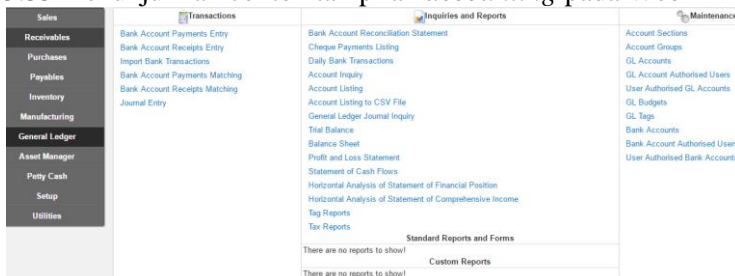 Sales
Receivables
Purchases
Payables
Inventory
Manufacturing
General Ledger
Asset Manager
Petty Cash
Setup
Utilities
Transactions
Bank Account Payments Entry
Bank Account Receipts Entry
Import Bank Transactions
Bank Account Payments Matching
Bank Account Receipts Matching
Journal Entry
Inquiries and Reports
Bank Account Reconciliation Statement
Cheque Payments Listing
Daily Bank Transactions
Account Inquiry
Account Listing
Account Listing to CSV File
General Ledger Journal Inquiry
Trial Balance
Balance Sheet
Profit and Loss Statement
Statement of Cash Flows
Horizontal Analysis of Statement of Financial Position
Horizontal Analysis of Statement of Comprehensive Income
Tag Reports
Tax Reports
Standard Reports and Forms
There are no reports to show!
Custom Reports
There are no reports to show!
Maintenance
Account Sections
Account Groups
GL Accounts
GL Account Authorised Users
User Authorised GL Accounts
GL Budgets
GL Tags
Bank Accounts
Bank Account Authorised User
User Authorised Bank Account